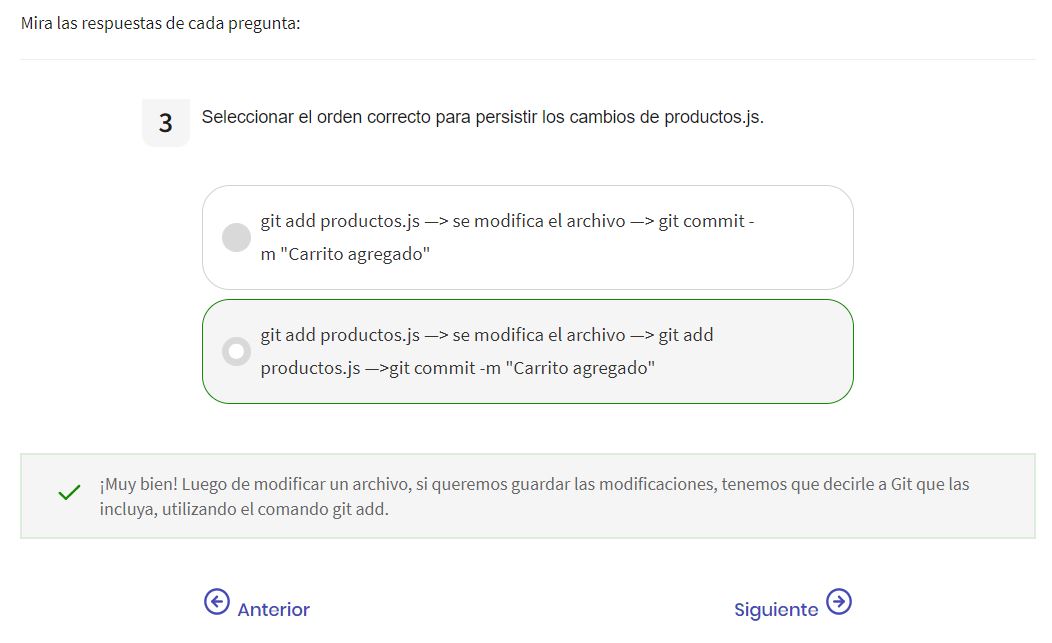 Mira las respuestas de cada pregunta:
3
Seleccionar el orden correcto para persistir los cambios de productos.js.
git add productos.js —> se modifica el archivo —> git commit -
m "Carrito agregado"
git add productos.js —> se modifica el archivo —> git add
productos.js —>git commit -m "Carrito agregado"
¡Muy bien! Luego de modificar un archivo, si queremos guardar las modificaciones, tenemos que decirle a Git que las
incluya, utilizando el comando git add.
Anterior
Siguiente